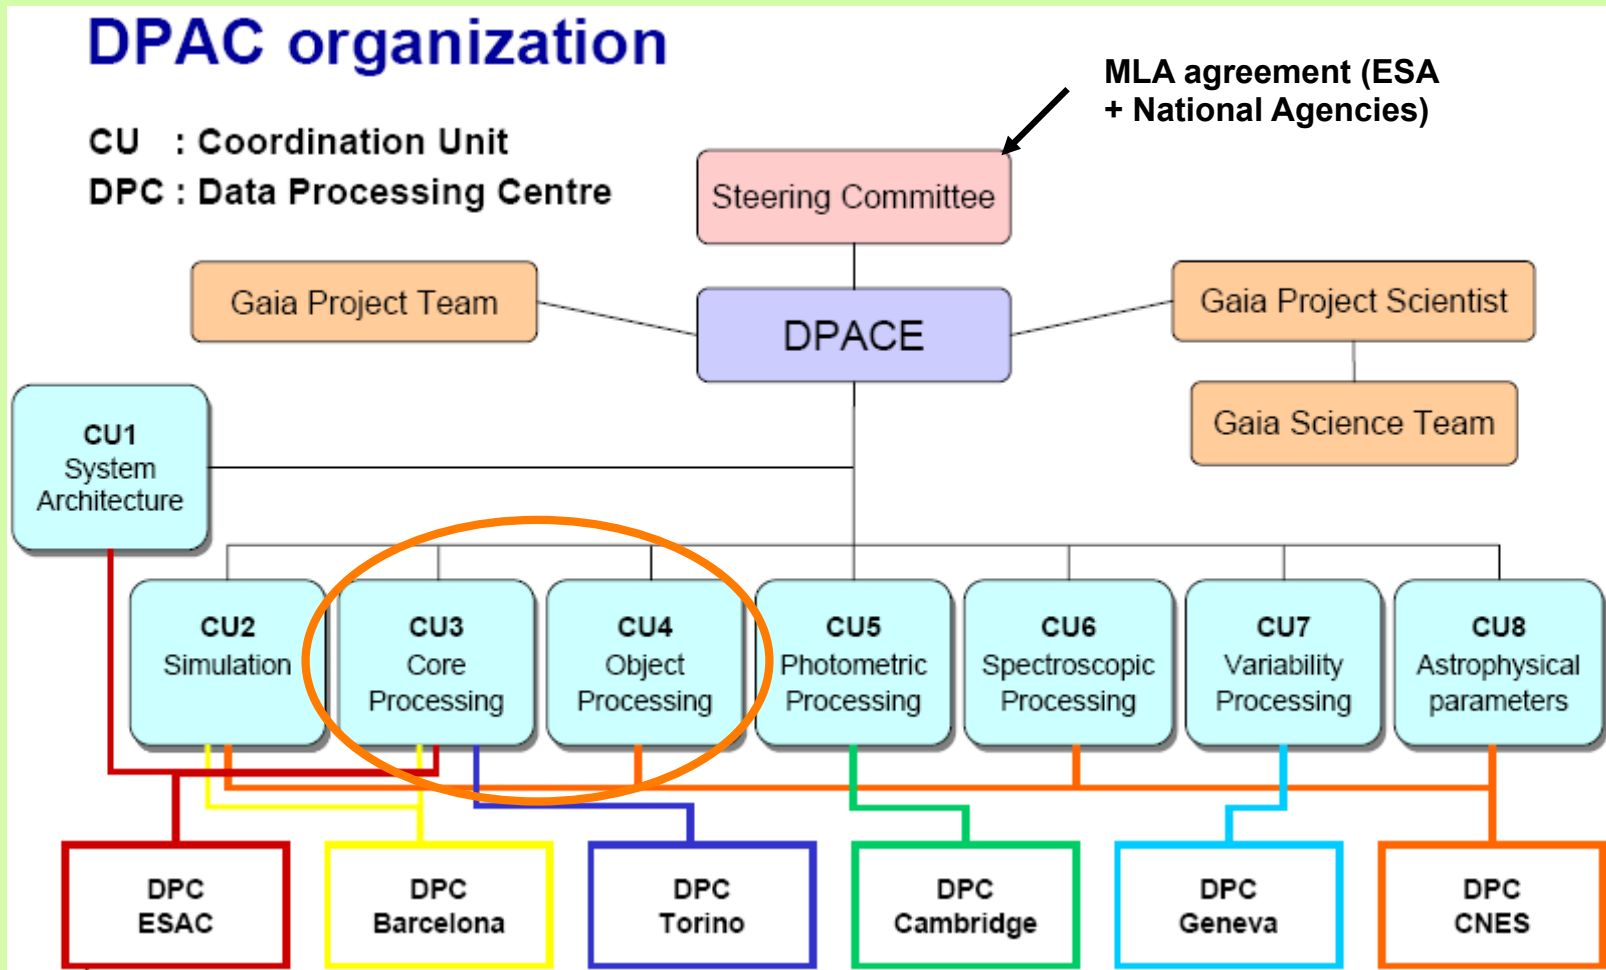 DPAC organization
MLA agreement (ESA
+ National Agencies)
CU : Coordination Unit
DPC : Data Processing Centre
Steering Committee
Gaia Project Team
DPACE
Gaia Project Scientist
Gaia Science Team
CU1
System
Architecture
CU2
Simulation
CU3
Core
Processing
CU4
Object
Processing
CU5
Photometric
Processing
CU6
Spectroscopic
Processing
CU7
Variability
Processing
CU8
Astrophysical
parameters
DPC
ESAC
DPC
Barcelona
DPC
Torino
DPC
Cambridge
DPC
Geneva
DPC
CNES